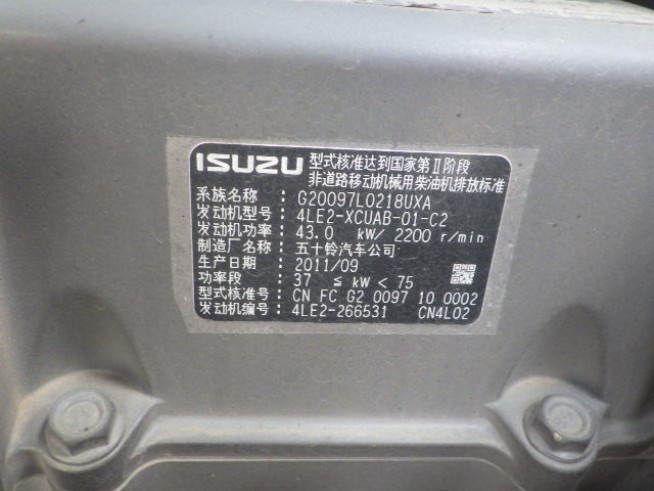 ISUZU 型式核准达到国家第Ⅱ阶段
非道路移动机械用柴油机排放标准
系族名称 : G20097L0218UXA
发动机型号: 4LE2-XCUAB-01-C2
发动机功率: 43.0 kW/ 2200 r/min
制造厂名称: 五十铃汽车公司
生产日期 : 2011/09
功率段 : 37 ≦ kW < 75
型式核准号: CN FC G2 0097 10 0002
发动机编号: 4LE2-266531 CN4L02